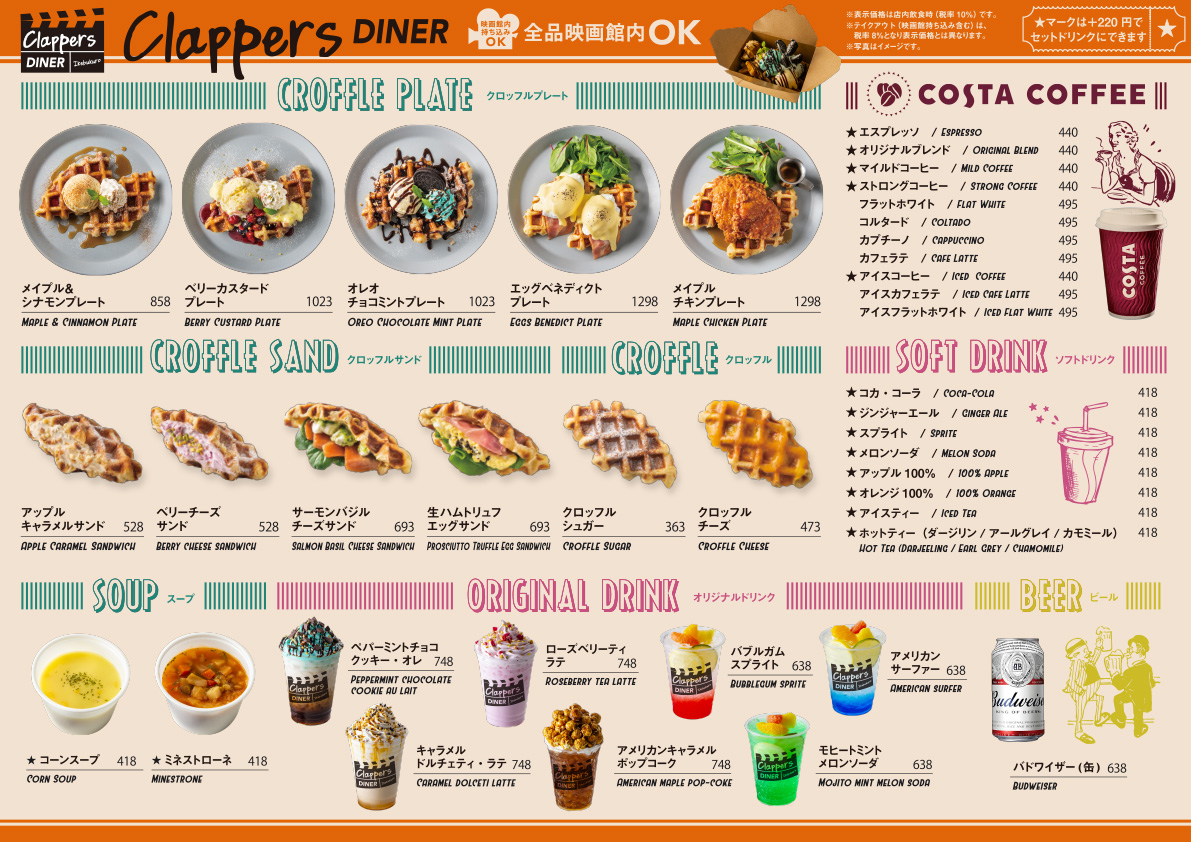 Clappers
DINER Ikebukuro
Clappers DINER
映画館内
持ち込み
OK
全品映画館内OK
※表示価格は店内飲食時(税率10%)です。
※テイクアウト(映画館持ち込み含む)は、
税率8%となり表示価格とは異なります。
※写真はイメージです。
★マークは＋220円で
セットドリンクにできます
★
CROFFLE PLATE クロッフルプレート
メイプル＆
シナモンプレート 858
MAPLE & CINNAMON PLATE
ベリーカスタード
プレート 1023
BERRY CUSTARD PLATE
オレオ
チョコミントプレート 1023
OREO CHOCOLATE MINT PLATE
エッグベネディクト
プレート 1298
EGGS BENEDICT PLATE
メイプル
チキンプレート 1298
MAPLE CHICKEN PLATE
COSTA COFFEE
★エスプレッソ / ESPRESSO 440
★オリジナルブレンド / ORIGINAL BLEND 440
★マイルドコーヒー / MILD COFFEE 440
★ストロングコーヒー / STRONG COFFEE 440
フラットホワイト / FLAT WHITE 495
コルタード / COLTADO 495
カプチーノ / CAPPUCCINO 495
カフェラテ / CAFE LATTE 495
★アイスコーヒー / ICED COFFEE 440
アイスカフェラテ / ICED CAFE LATTE 495
アイスフラットホワイト / ICED FLAT WHITE 495
COSTA
COFFEE
CROFFLE SAND クロッフルサンド
アップル
キャラメルサンド 528
APPLE CARAMEL SANDWICH
ベリーチーズ
サンド 528
BERRY CHEESE SANDWICH
サーモンバジル
チーズサンド 693
SALMON BASIL CHEESE SANDWICH
生ハムトリュフ
エッグサンド 693
PROSCIUTTO TRUFFLE EGG SANDWICH
CROFFLE クロッフル
クロッフル
シュガー 363
CROFFLE SUGAR
クロッフル
チーズ 473
CROFFLE CHEESE
SOFT DRINK ソフトドリンク
★コカ・コーラ / COCA-COLA 418
★ジンジャーエール / GINGER ALE 418
★スプライト / SPRITE 418
★メロンソーダ / MELON SODA 418
★アップル 100% / 100% APPLE 418
★オレンジ 100% / 100% ORANGE 418
★アイスティー / ICED TEA 418
★ホットティー（ダージリン / アールグレイ / カモミール） 418
HOT TEA (DARJEELING / EARL GREY / CHAMOMILE)
SOUP スープ
★コーンスープ 418
CORN SOUP
★ミネストローネ 418
MINESTRONE
ORIGINAL DRINK オリジナルドリンク
ペパーミントチョコ
クッキー・オレ 748
PEPPERMINT CHOCOLATE
COOKIE AU LAIT
ローズベリーティ
ラテ 748
ROSEBERRY TEA LATTE
バブルガム
スプライト 638
BUBBLEGUM SPRITE
アメリカン
サーファー 638
AMERICAN SURFER
キャラメル
ドルチェティ・ラテ 748
CARAMEL DOLCETI LATTE
アメリカンキャラメル
ポップコーク 748
AMERICAN MAPLE POP-COKE
モヒートミント
メロンソーダ 638
MOJITO MINT MELON SODA
Clappers
DINER
Clappers
DINER
Clappers
DINER
Clappers
DINER
Clappers
DINER
Clappers
DINER
Clappers
DINER
BEER ビール
Budweiser
KING OF BEERS
バドワイザー(缶) 638
BUDWEISER